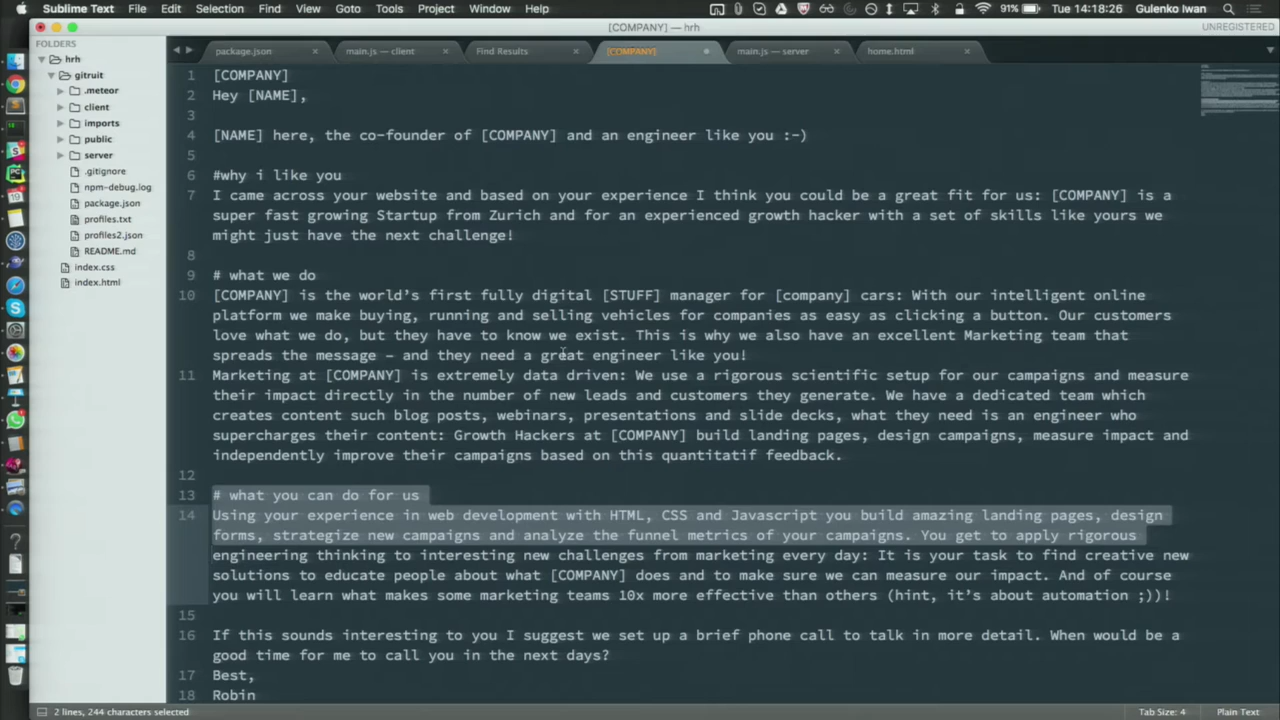 Sublime Text File Edit Selection Find View Goto Tools Project Window Help 91% Tue 14:18:26 Gulenko Iwan
[COMPANY] — hrh UNREGISTERED
FOLDERS
hrh
gitruit
.meteor
client
imports
public
server
.gitignore
npm-debug.log
package.json
profiles.txt
profiles2.json
README.md
index.css
index.html
package.json main.js — client Find Results [COMPANY] main.js — server home.html
1 [COMPANY]
2 Hey [NAME],
3
4 [NAME] here, the co-founder of [COMPANY] and an engineer like you :-)
5
6 #why i like you
7 I came across your website and based on your experience I think you could be a great fit for us: [COMPANY] is a
super fast growing Startup from Zurich and for an experienced growth hacker with a set of skills like yours we
might just have the next challenge!
8
9 # what we do
10 [COMPANY] is the world’s first fully digital [STUFF] manager for [company] cars: With our intelligent online
platform we make buying, running and selling vehicles for companies as easy as clicking a button. Our customers
love what we do, but they have to know we exist. This is why we also have an excellent Marketing team that
spreads the message – and they need a great engineer like you!
11 Marketing at [COMPANY] is extremely data driven: We use a rigorous scientific setup for our campaigns and measure
their impact directly in the number of new leads and customers they generate. We have a dedicated team which
creates content such blog posts, webinars, presentations and slide decks, what they need is an engineer who
supercharges their content: Growth Hackers at [COMPANY] build landing pages, design campaigns, measure impact and
independently improve their campaigns based on this quantitatif feedback.
12
13 # what you can do for us
14 Using your experience in web development with HTML, CSS and Javascript you build amazing landing pages, design
forms, strategize new campaigns and analyze the funnel metrics of your campaigns. You get to apply rigorous
engineering thinking to interesting new challenges from marketing every day: It is your task to find creative new
solutions to educate people about what [COMPANY] does and to make sure we can measure our impact. And of course
you will learn what makes some marketing teams 10x more effective than others (hint, it’s about automation ;))!
15
16 If this sounds interesting to you I suggest we set up a brief phone call to talk in more detail. When would be a
good time for me to call you in the next days?
17 Best,
18 Robin
2 lines, 244 characters selected Tab Size: 4 Plain Text